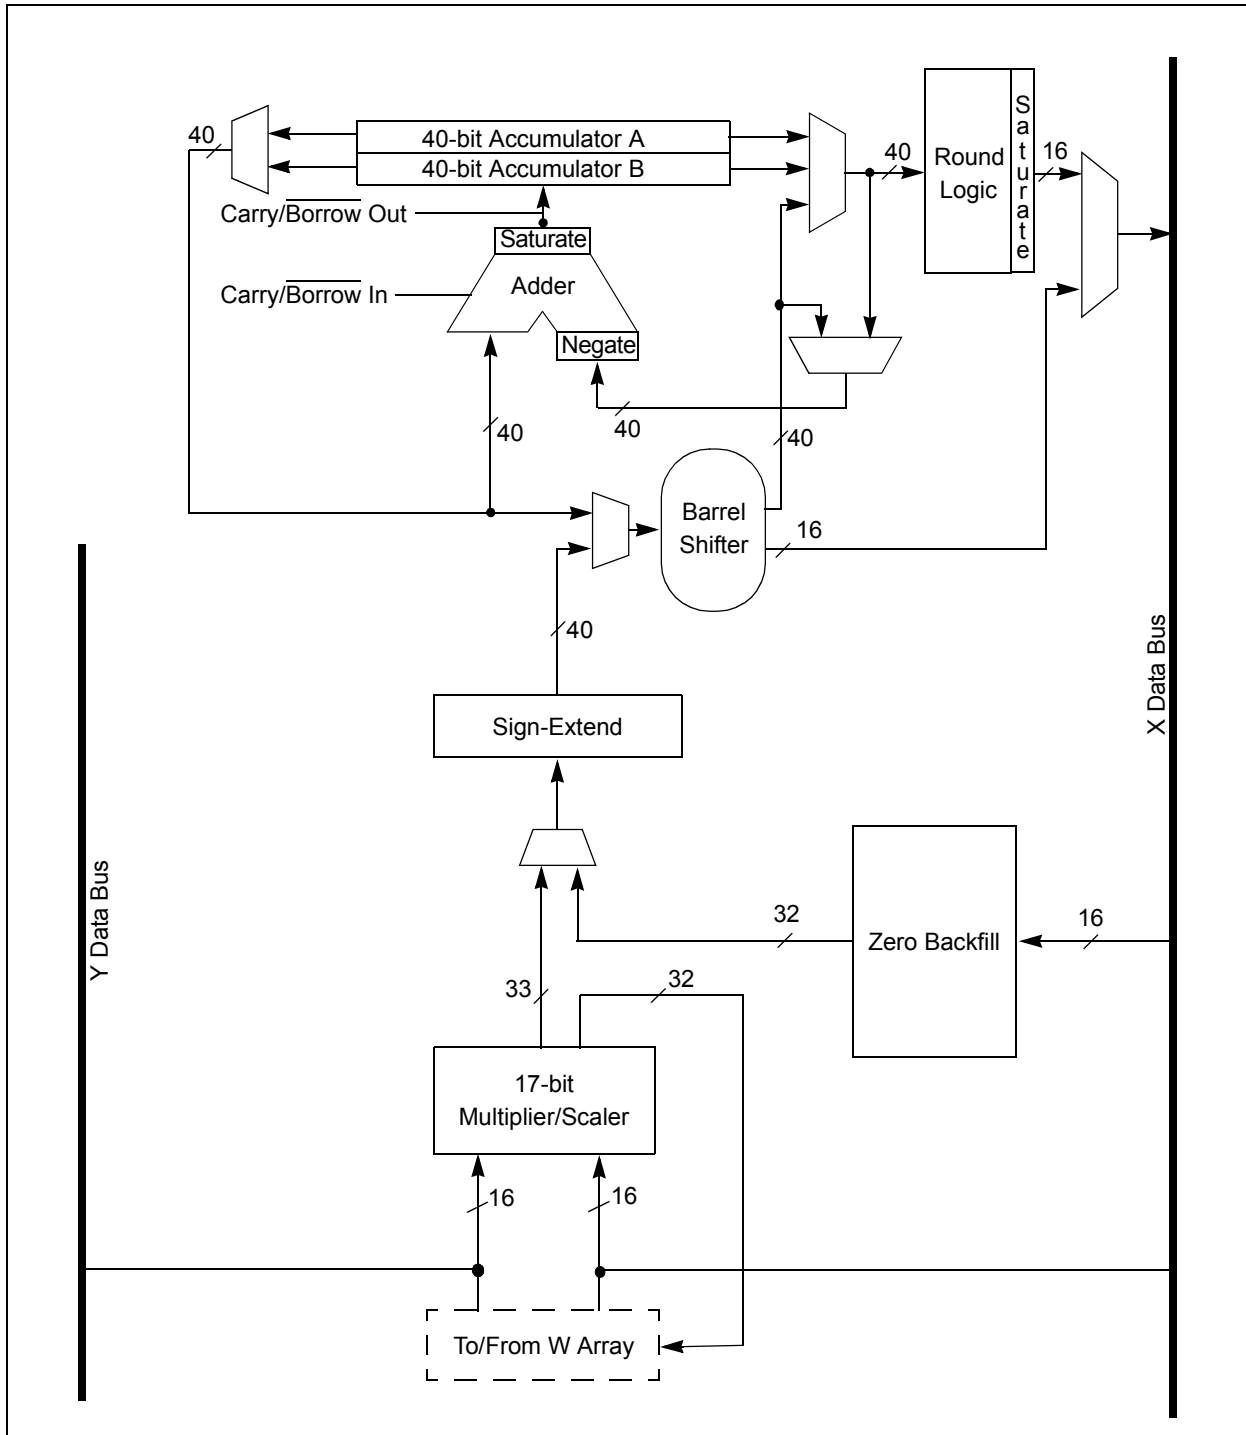 40
40-bit Accumulator A
40-bit Accumulator B
Carry/Borrow Out
Saturate
Carry/Borrow In
Adder
Negate
40
Round
Logic
Saturate
16
40
40
40
Barrel
Shifter
16
40
Sign-Extend
X Data Bus
Y Data Bus
32
Zero Backfill
16
33
32
17-bit
Multiplier/Scaler
16
16
To/From W Array